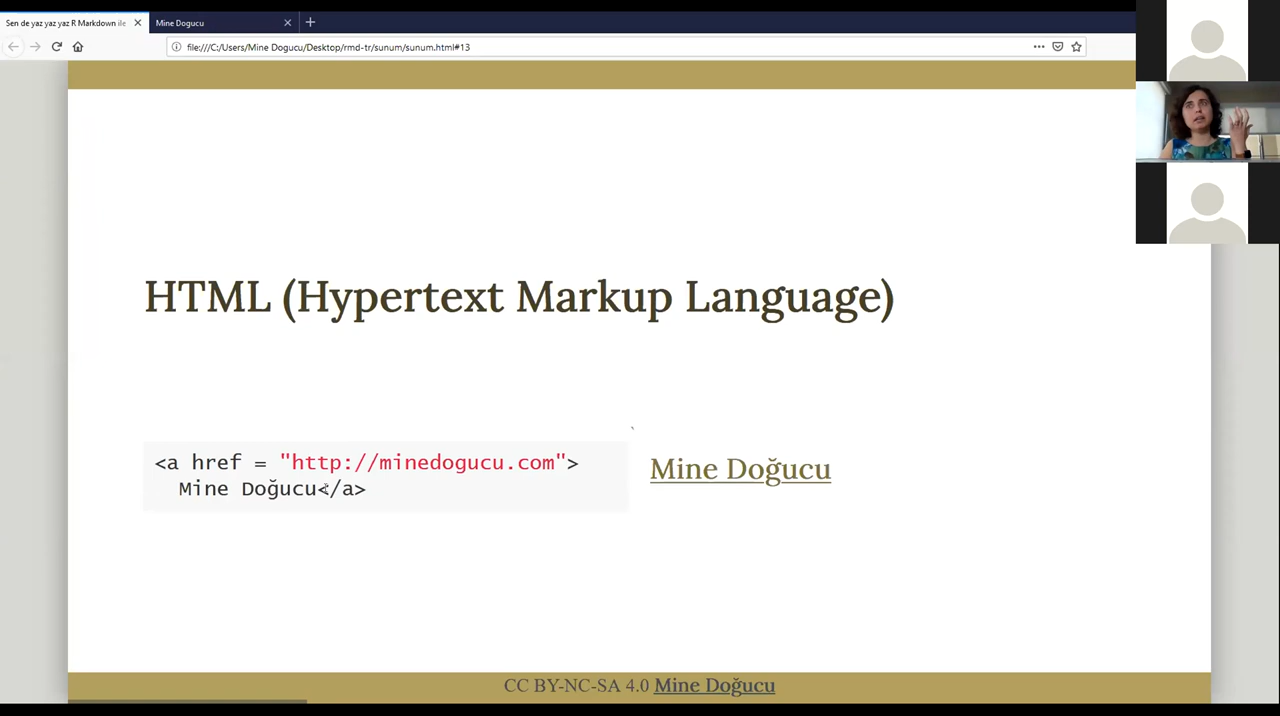 Sen de yaz yaz yaz R Markdown ile
Mine Dogucu
file:///C:/Users/Mine Dogucu/Desktop/rmd-tr/sunum/sunum.html#13
HTML (Hypertext Markup Language)
<a href = "http://minedogucu.com">
Mine Doğucu</a>
Mine Doğucu
CC BY-NC-SA 4.0 Mine Doğucu